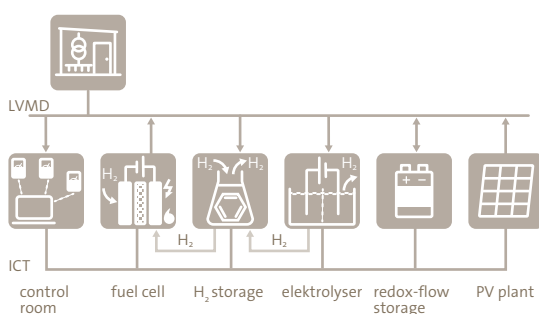 LVMD
H₂
H₂ H₂
H₂
H₂ H₂
ICT
control room
fuel cell
H₂ storage
elektrolyser
redox-flow storage
PV plant